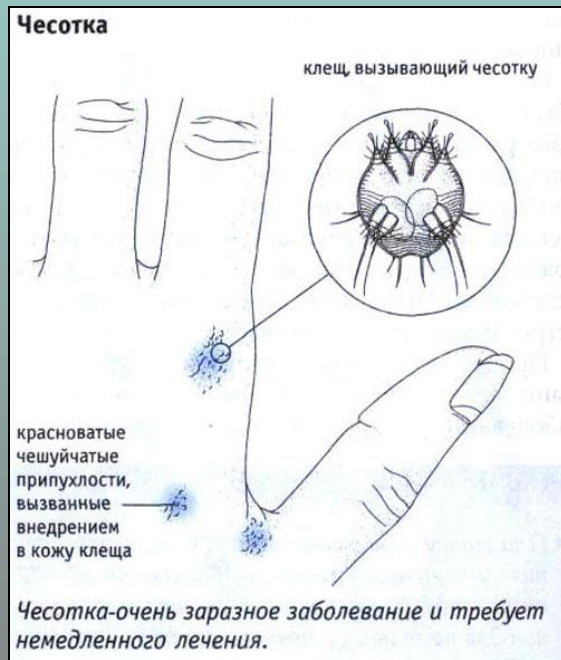 Чесотка
клещ, вызывающий чесотку
красноватые
чешуйчатые
припухлости,
вызванные
внедрением
в кожу клеща
Чесотка-очень заразное заболевание и требует
немедленного лечения.